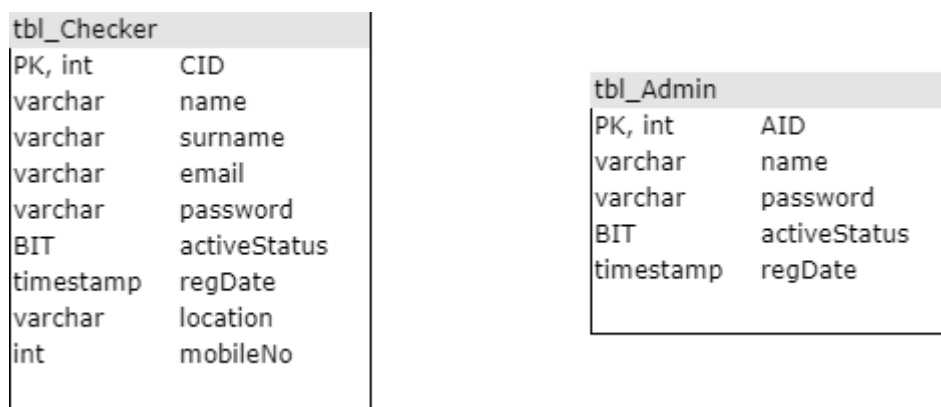 tbl_Checker
PK, int CID
varchar name
varchar surname
varchar email
varchar password
BIT activeStatus
timestamp regDate
varchar location
int mobileNo
tbl_Admin
PK, int AID
varchar name
varchar password
BIT activeStatus
timestamp regDate